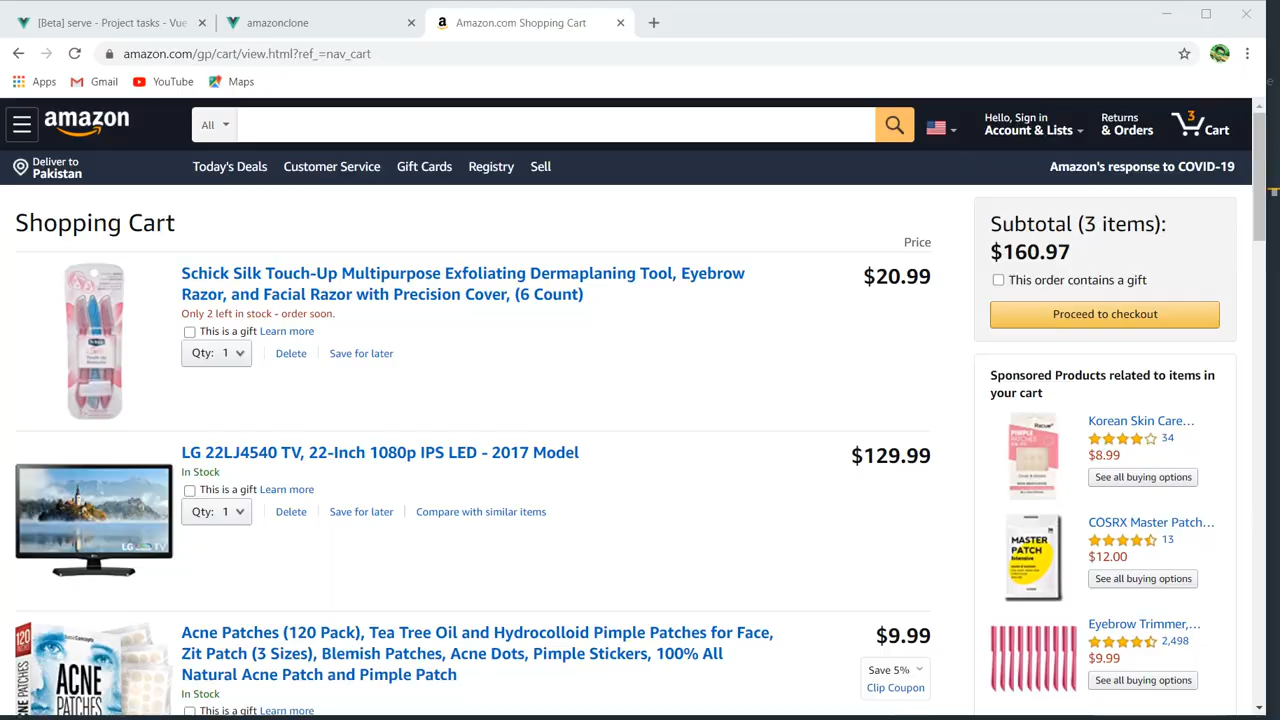 [Beta] serve - Project tasks - Vue
amazonclone
Amazon.com Shopping Cart
amazon.com/gp/cart/view.html?ref_=nav_cart
Apps
Gmail
YouTube
Maps
amazon
All
Hello, Sign in
Account & Lists
Returns
& Orders
3
Cart
Deliver to
Pakistan
Today's Deals
Customer Service
Gift Cards
Registry
Sell
Amazon's response to COVID-19
Shopping Cart
Price
Schick Silk Touch-Up Multipurpose Exfoliating Dermaplaning Tool, Eyebrow
Razor, and Facial Razor with Precision Cover, (6 Count)
$20.99
Only 2 left in stock - order soon.
This is a gift Learn more
Qty: 1
Delete
Save for later
LG 22LJ4540 TV, 22-Inch 1080p IPS LED - 2017 Model
$129.99
In Stock
This is a gift Learn more
Qty: 1
Delete
Save for later
Compare with similar items
LG
TV
Acne Patches (120 Pack), Tea Tree Oil and Hydrocolloid Pimple Patches for Face,
Zit Patch (3 Sizes), Blemish Patches, Acne Dots, Pimple Stickers, 100% All
Natural Acne Patch and Pimple Patch
$9.99
In Stock
This is a gift Learn more
Save 5%
Clip Coupon
120
ACNE
PATCHES
Subtotal (3 items):
$160.97
This order contains a gift
Proceed to checkout
Sponsored Products related to items in
your cart
Korean Skin Care...
34
$8.99
See all buying options
PIMPLE
PATCHES
COSRX Master Patch...
13
$12.00
See all buying options
MASTER
PATCH
Intensive
Eyebrow Trimmer,...
2,498
$9.99
See all buying options